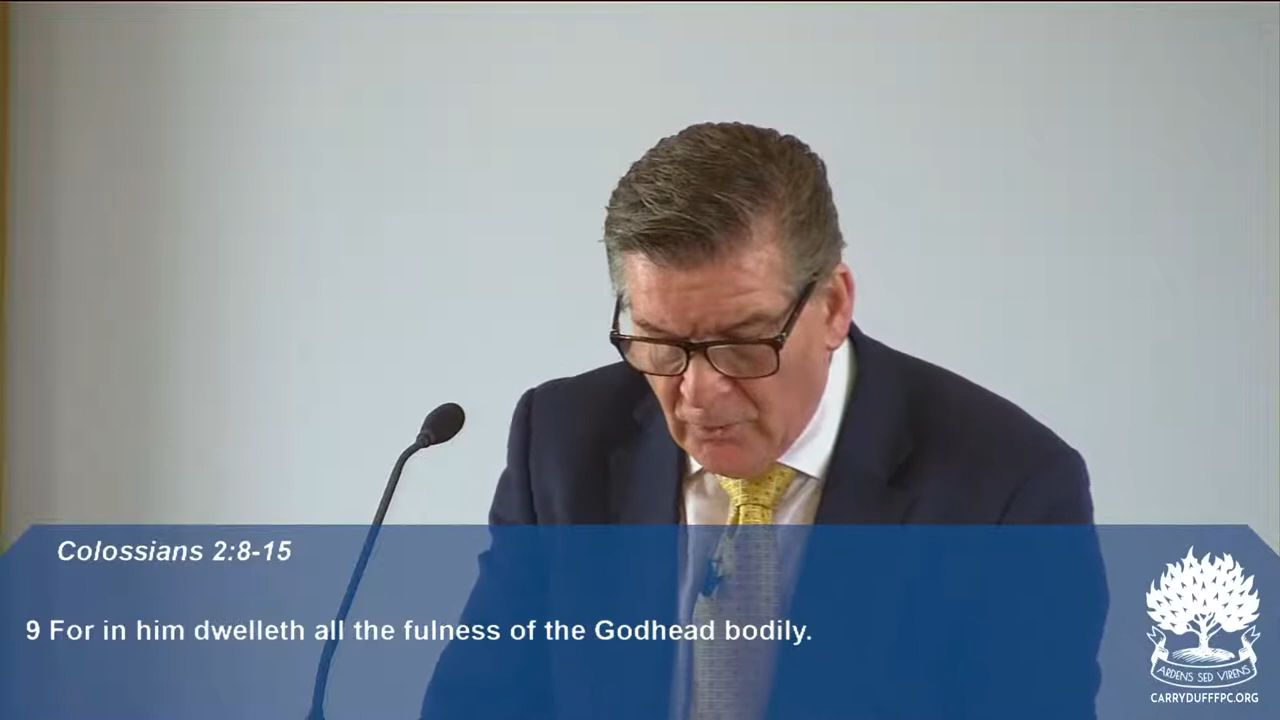 Colossians 2:8-15
9 For in him dwelleth all the fulness of the Godhead bodily.
ARDENS SED VIRENS
CARRYDUFFFPC.ORG